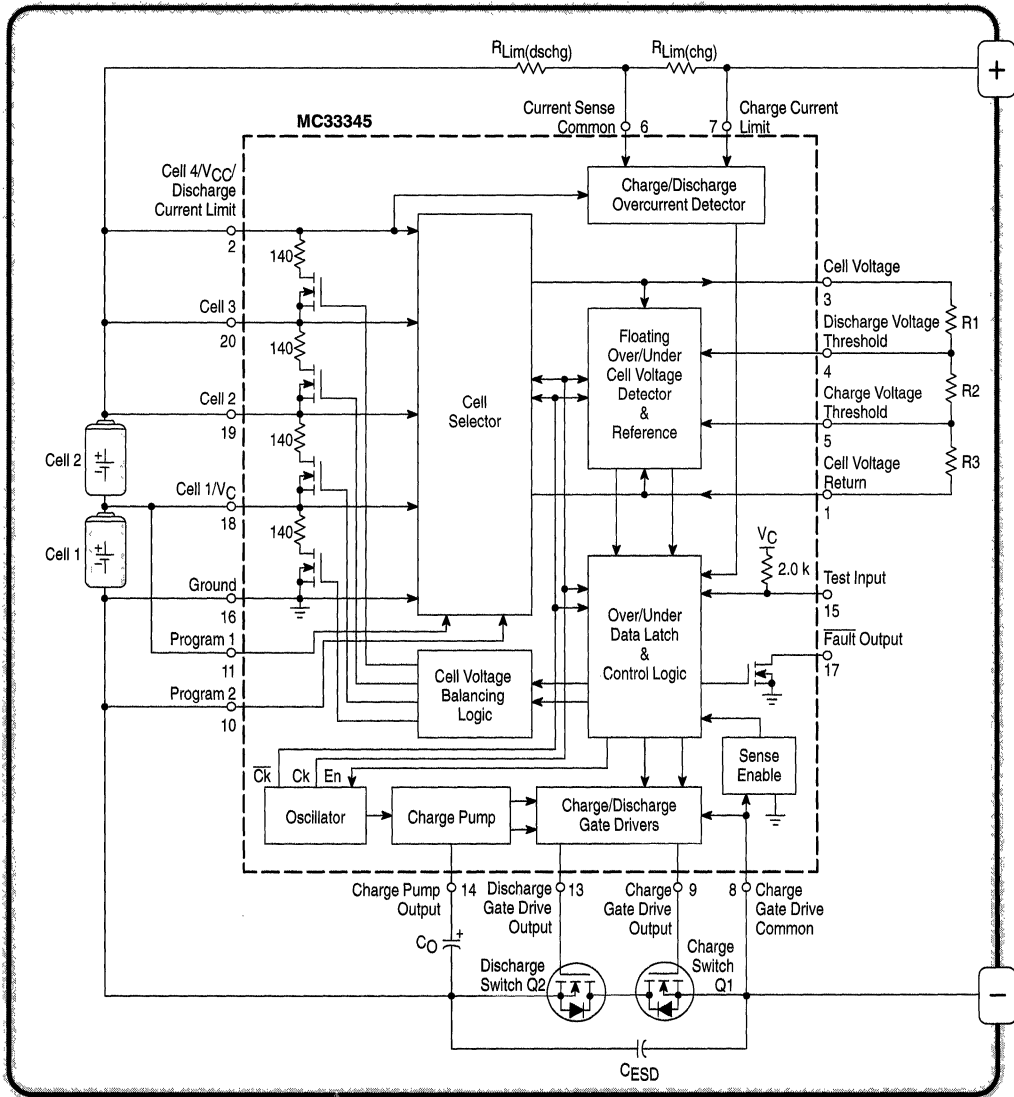 RLim(dschg)
RLim(chg)
+
MC33345
Current Sense
Common
6
7
Charge Current
Limit
Cell 4/VCC/
Discharge
Current Limit
2
Charge/Discharge
Overcurrent Detector
140
Cell 3
20
140
Cell 2
19
140
Cell 1/VC
18
140
Ground
16
Program 1
11
Program 2
10
Cell 2
+
-
Cell 1
+
-
Cell
Selector
Floating
Over/Under
Cell Voltage
Detector
&
Reference
Cell Voltage
3
R1
Discharge Voltage
Threshold
4
R2
Charge Voltage
Threshold
5
R3
Cell Voltage
Return
1
VC
2.0 k
Test Input
15
Over/Under
Data Latch
&
Control Logic
Fault Output
17
Cell Voltage
Balancing
Logic
Sense
Enable
Ck
Ck
En
Oscillator
Charge Pump
Charge/Discharge
Gate Drivers
Charge Pump
Output
14
Discharge
Gate Drive
Output
13
Charge
Gate Drive
Output
9
8
Charge
Gate Drive
Common
CO
+
Discharge
Switch Q2
Charge
Switch
Q1
−
CESD